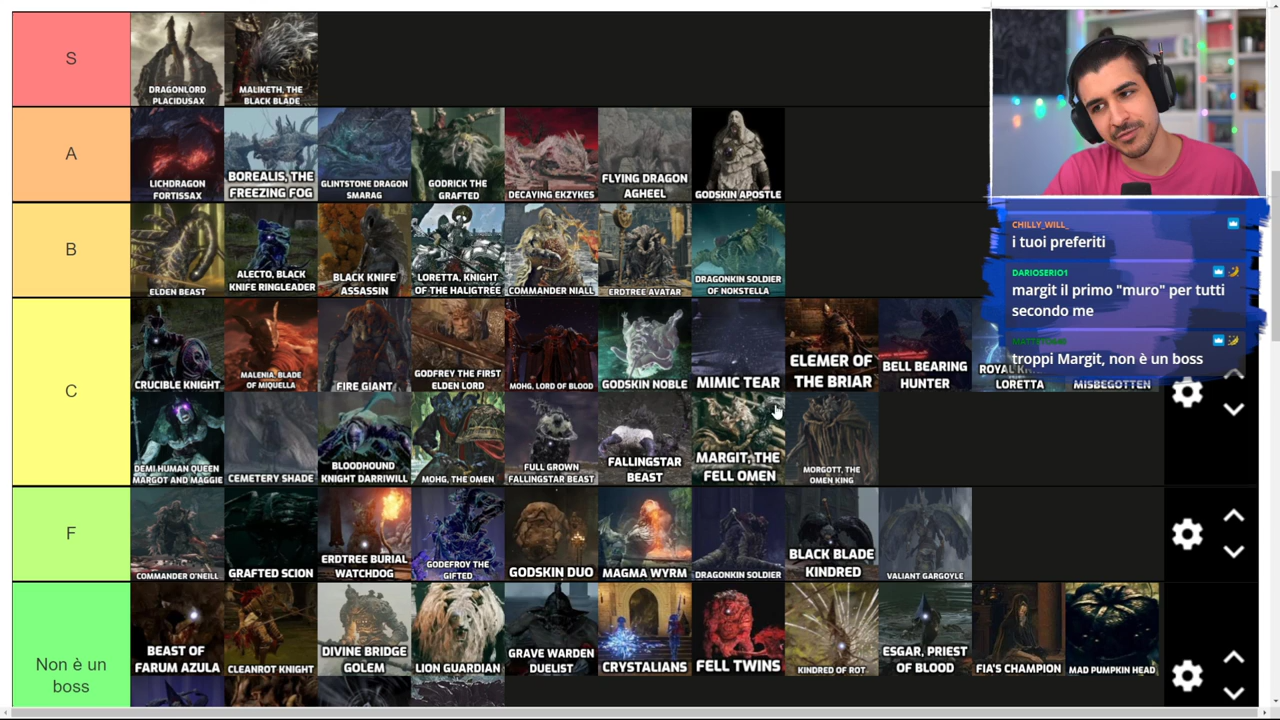 S
DRAGONLORD
PLACIDUSAX
MALIKETH, THE
BLACK BLADE
A
LICHDRAGON
FORTISSAX
BOREALIS, THE
FREEZING FOG
GLINTSTONE DRAGON
SMARAG
GODRICK THE
GRAFTED
DECAYING EKZYKES
FLYING DRAGON
AGHEEL
GODSKIN APOSTLE
B
ELDEN BEAST
ALECTO, BLACK
KNIFE RINGLEADER
BLACK KNIFE
ASSASSIN
LORETTA, KNIGHT
OF THE HALIGTREE
COMMANDER NIALL
ERDTREE AVATAR
DRAGONKIN SOLDIER
OF NOKSTELLA
C
CRUCIBLE KNIGHT
MALENIA, BLADE
OF MIQUELLA
FIRE GIANT
GODFREY THE FIRST
ELDEN LORD
MOHG, LORD OF BLOOD
GODSKIN NOBLE
MIMIC TEAR
ELEMER OF
THE BRIAR
BELL BEARING
HUNTER
LORETTA
MISBEGOTTEN
DEMI HUMAN QUEEN
MARGOT AND MAGGIE
CEMETERY SHADE
BLOODHOUND
KNIGHT DARRIWILL
MOHG, THE OMEN
FULL GROWN
FALLINGSTAR BEAST
FALLINGSTAR
BEAST
MARGIT, THE
FELL OMEN
MORGOTT, THE
OMEN KING
F
COMMANDER O'NEILL
GRAFTED SCION
ERDTREE BURIAL
WATCHDOG
GODEFROY THE
GIFTED
GODSKIN DUO
MAGMA WYRM
DRAGONKIN SOLDIER
BLACK BLADE
KINDRED
VALIANT GARGOYLE
Non è un
boss
BEAST OF
FARUM AZULA
CLEANROT KNIGHT
DIVINE BRIDGE
GOLEM
LION GUARDIAN
GRAVE WARDEN
DUELIST
CRYSTALIANS
FELL TWINS
KINDRED OF ROT
ESGAR, PRIEST
OF BLOOD
FIA'S CHAMPION
MAD PUMPKIN HEAD
CHILLY_WILL_
i tuoi preferiti
DARIOSERIO1
margit il primo "muro" per tutti
secondo me
troppi Margit, non è un boss